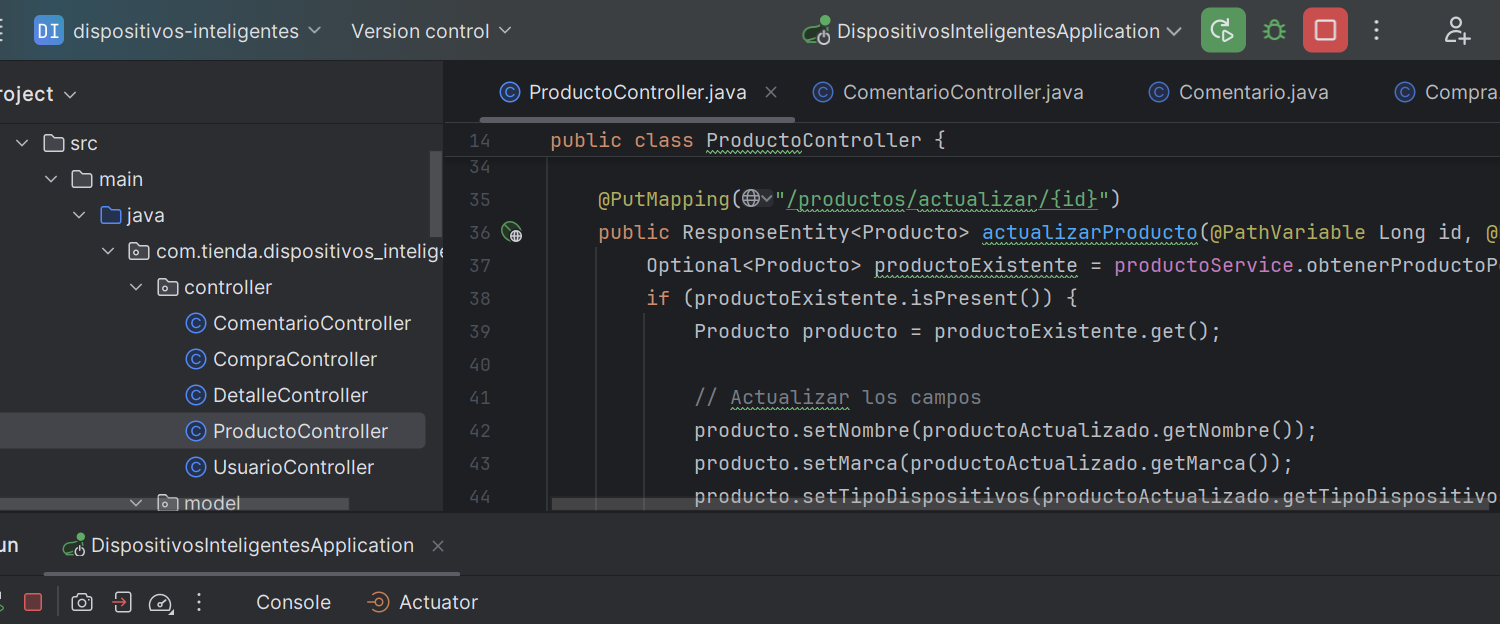 DI dispositivos-inteligentes Version control DispositivosInteligentesApplication
roject
src
main
java
com.tienda.dispositivos_intelige
controller
ComentarioController
CompraController
DetalleController
ProductoController
UsuarioController
model
ProductoController.java ComentarioController.java Comentario.java Compra.
14 public class ProductoController {
34
35 @PutMapping("/productos/actualizar/{id}")
36 public ResponseEntity<Producto> actualizarProducto(@PathVariable Long id, @
37 Optional<Producto> productoExistente = productoService.obtenerProductoP
38 if (productoExistente.isPresent()) {
39 Producto producto = productoExistente.get();
40
41 // Actualizar los campos
42 producto.setNombre(productoActualizado.getNombre());
43 producto.setMarca(productoActualizado.getMarca());
44 producto.setTipoDispositivos(productoActualizado.getTipoDispositivo
un DispositivosInteligentesApplication
Console Actuator